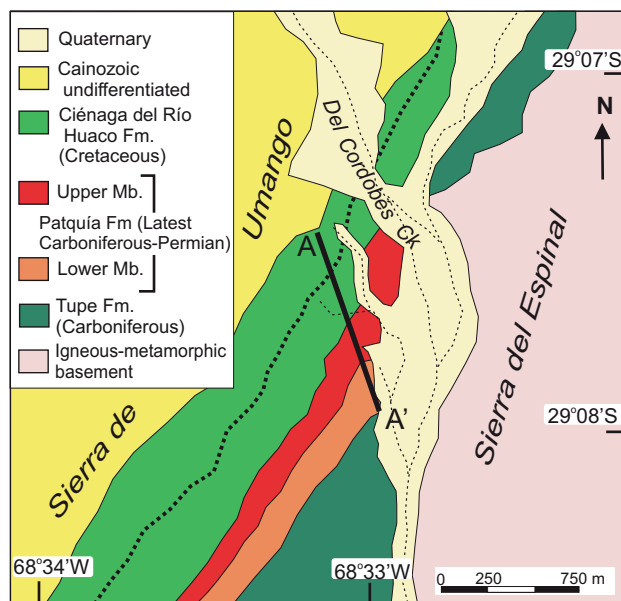 Quaternary
Cainozoic
undifferentiated
Ciénaga del Río
Huaco Fm.
(Cretaceous)
Upper Mb.
Patquía Fm (Latest
Carboniferous-Permian)
Lower Mb.
Tupe Fm.
(Carboniferous)
Igneous-metamorphic
basement
29°07'S
N
Del Cordobés Ck
Sierra de Umango
A
A'
Sierra del Espinal
29°08'S
68°34'W
68°33'W
0 250 500 750 m